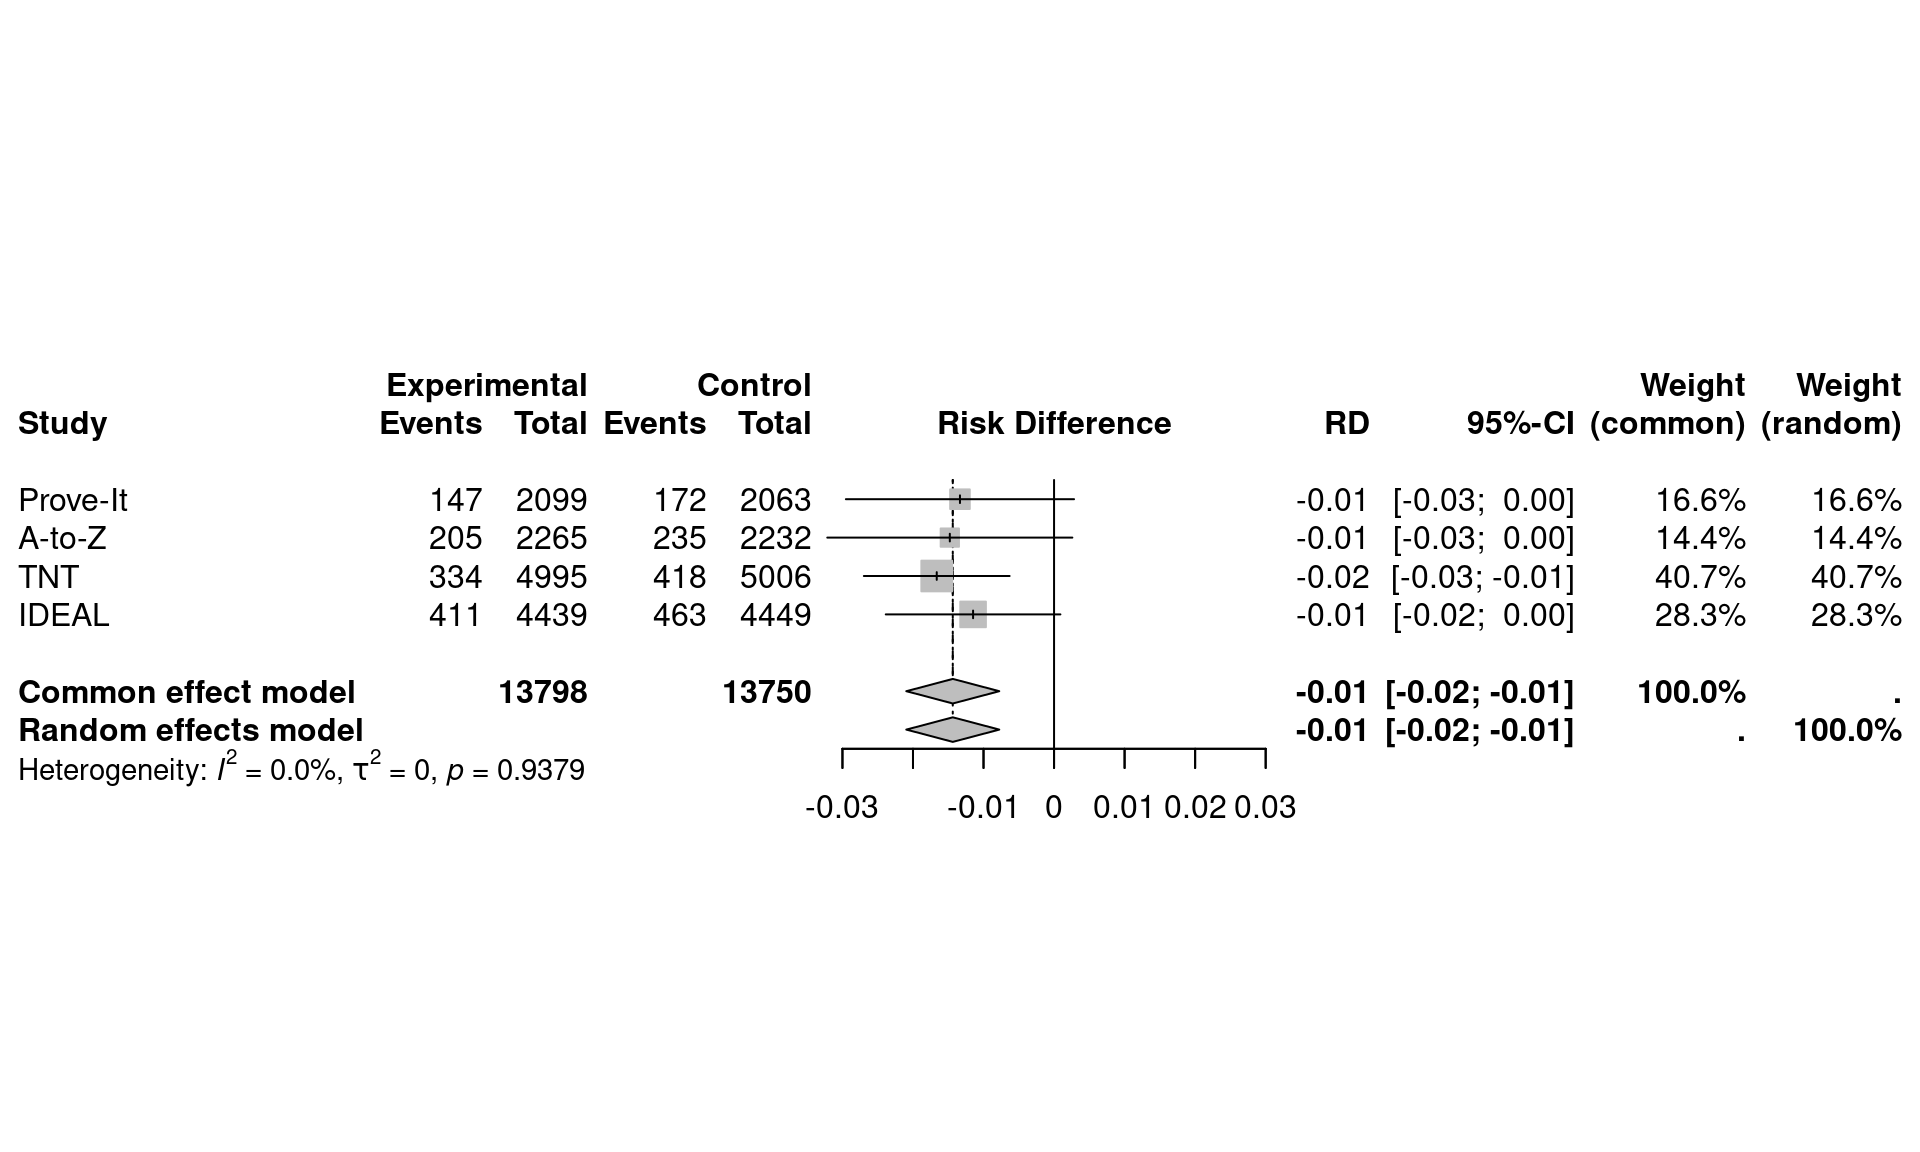 Experimental Control Weight Weight
Study Events Total Events Total Risk Difference RD 95%-CI (common) (random)
Prove-It 147 2099 172 2063 -0.01 [-0.03; 0.00] 16.6% 16.6%
A-to-Z 205 2265 235 2232 -0.01 [-0.03; 0.00] 14.4% 14.4%
TNT 334 4995 418 5006 -0.02 [-0.03; -0.01] 40.7% 40.7%
IDEAL 411 4439 463 4449 -0.01 [-0.02; 0.00] 28.3% 28.3%
Common effect model 13798 13750 -0.01 [-0.02; -0.01] 100.0% .
Random effects model -0.01 [-0.02; -0.01] . 100.0%
Heterogeneity: I² = 0.0%, τ² = 0, p = 0.9379
-0.03 -0.01 0 0.01 0.02 0.03